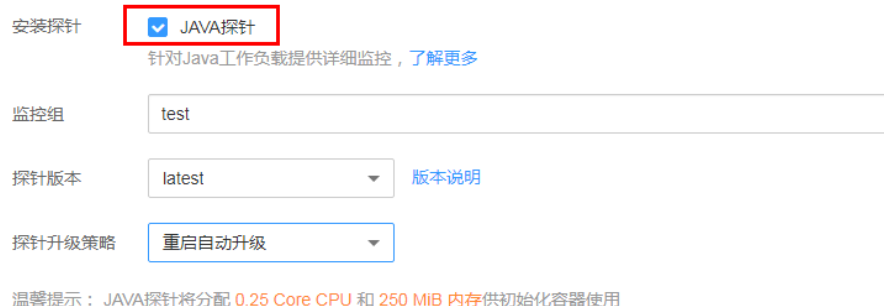 安装探针 JAVA探针
针对Java工作负载提供详细监控，了解更多
监控组 test
探针版本 latest 版本说明
探针升级策略 重启自动升级
温馨提示： JAVA探针将分配 0.25 Core CPU 和 250 MiB 内存供初始化容器使用